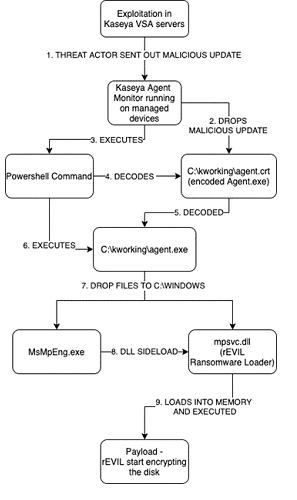 Exploitation in
Kaseya VSA servers
1. THREAT ACTOR SENT OUT MALICIOUS UPDATE
Kaseya Agent
Monitor running
on managed
devices
2. DROPS
MALICIOUS UPDATE
3. EXECUTES
Powershell Command
4. DECODES
C:\kworking\agent.crt
(encoded Agent.exe)
5. DECODED
6. EXECUTES
C:\kworking\agent.exe
7. DROP FILES TO C:\WINDOWS
MsMpEng.exe
8. DLL SIDELOAD
mpsvc.dll
(rEVIL
Ransomware Loader)
9. LOADS INTO MEMORY
AND EXECUTED
Payload -
rEVIL start encrypting
the disk